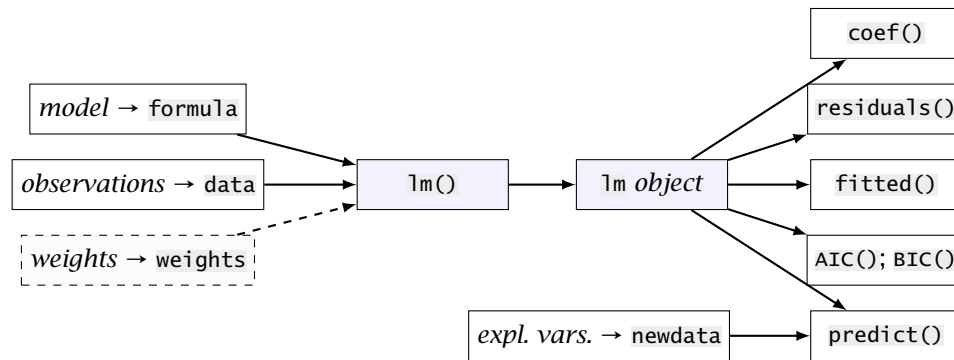 coef()
model → formula
residuals()
observations → data
lm()
lm object
fitted()
weights → weights
AIC(); BIC()
expl. vars. → newdata
predict()